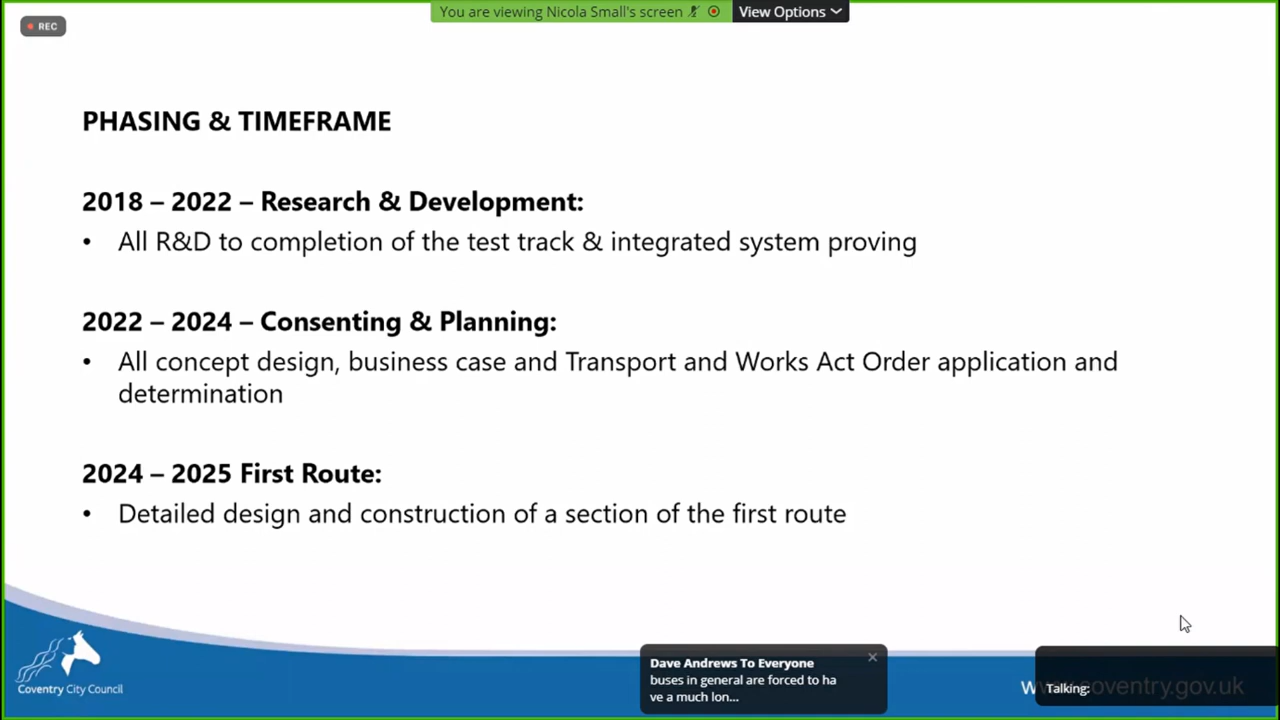 You are viewing Nicola Small's screen
View Options
REC
PHASING & TIMEFRAME
2018 – 2022 – Research & Development:
• All R&D to completion of the test track & integrated system proving
2022 – 2024 – Consenting & Planning:
• All concept design, business case and Transport and Works Act Order application and
determination
2024 – 2025 First Route:
• Detailed design and construction of a section of the first route
Dave Andrews To Everyone
buses in general are forced to ha
ve a much lon...
Coventry City Council
www.coventry.gov.uk
Talking: